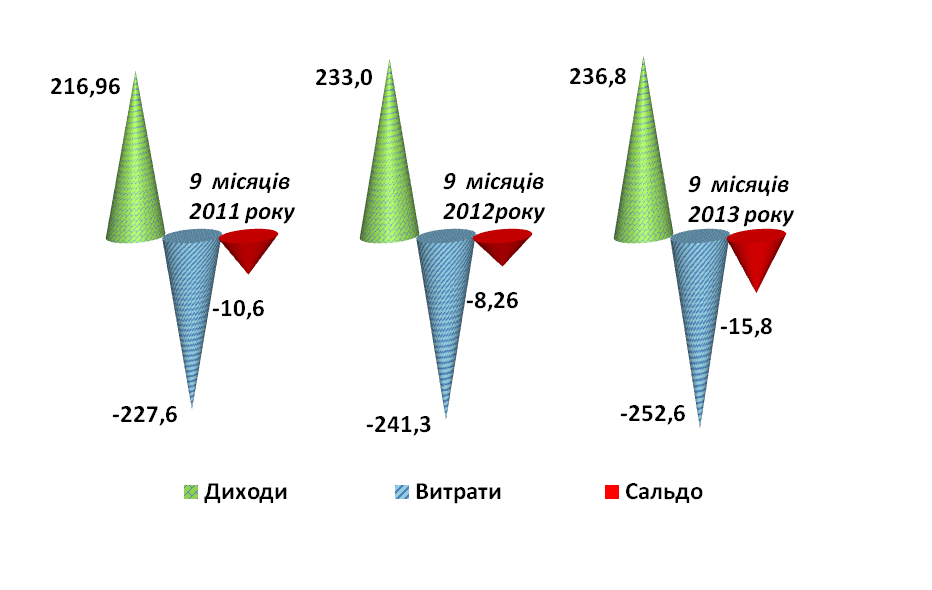 216,96
233,0
236,8
9 місяців
2011 року
9 місяців
2012року
9 місяців
2013 року
-10,6
-8,26
-15,8
-227,6
-241,3
-252,6
Диходи
Витрати
Сальдо